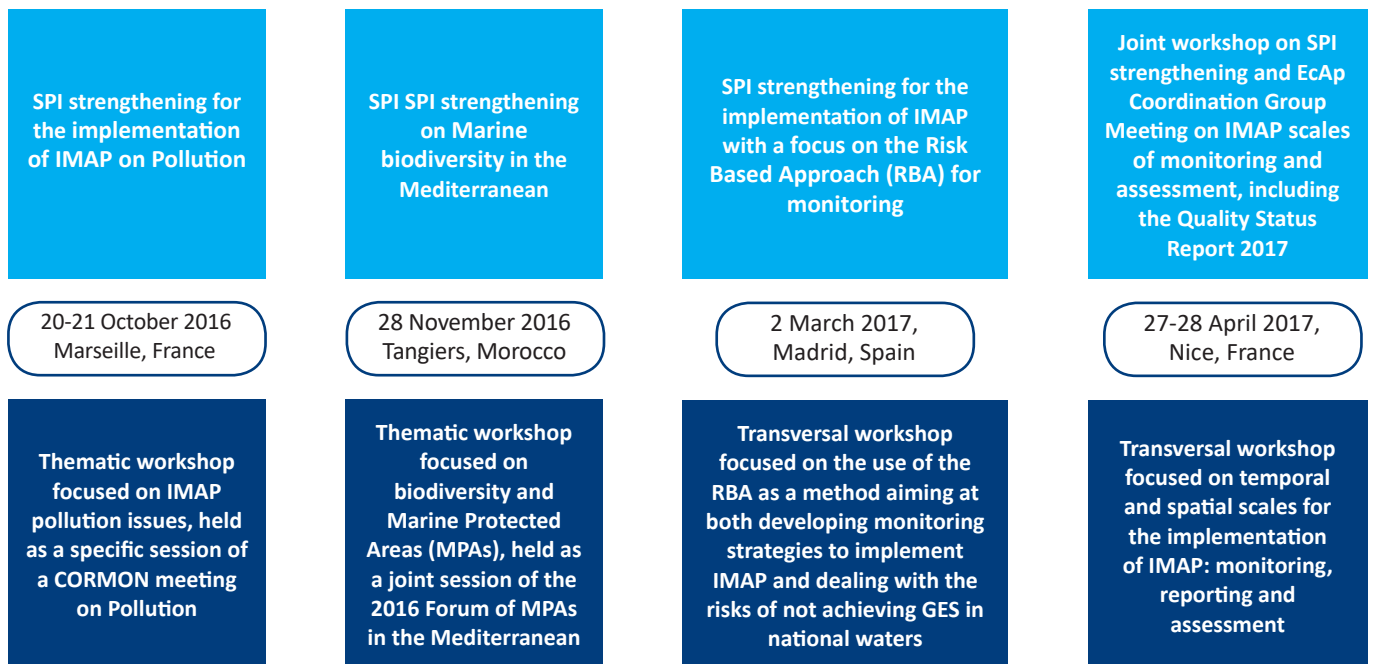 SPI strengthening for
the implementation
of IMAP on Pollution
20-21 October 2016
Marseille, France
Thematic workshop
focused on IMAP
pollution issues, held
as a specific session of
a CORMON meeting
on Pollution
SPI SPI strengthening
on Marine
biodiversity in the
Mediterranean
28 November 2016
Tangiers, Morocco
Thematic workshop
focused on
biodiversity and
Marine Protected
Areas (MPAs), held as
a joint session of the
2016 Forum of MPAs
in the Mediterranean
SPI strengthening for the
implementation of IMAP
with a focus on the Risk
Based Approach (RBA) for
monitoring
2 March 2017,
Madrid, Spain
Transversal workshop
focused on the use of the
RBA as a method aiming at
both developing monitoring
strategies to implement
IMAP and dealing with the
risks of not achieving GES in
national waters
Joint workshop on SPI
strengthening and EcAp
Coordination Group
Meeting on IMAP scales
of monitoring and
assessment, including
the Quality Status
Report 2017
27-28 April 2017,
Nice, France
Transversal workshop
focused on temporal
and spatial scales for
the implementation
of IMAP: monitoring,
reporting and
assessment